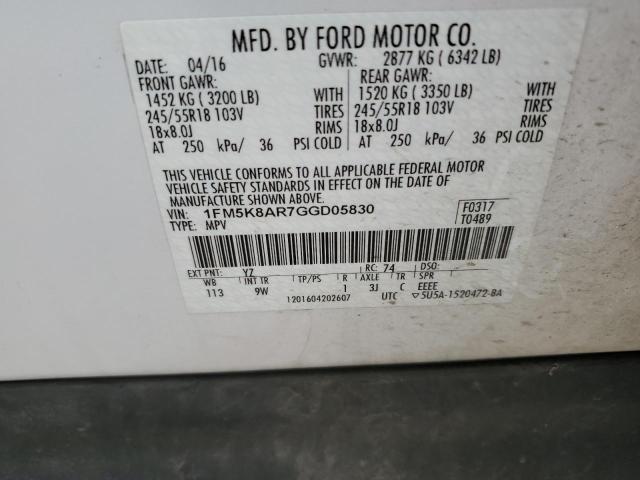 MFD. BY FORD MOTOR CO.
DATE: 04/16 GVWR: 2877 KG ( 6342 LB)
FRONT GAWR: REAR GAWR:
1452 KG ( 3200 LB) WITH 1520 KG ( 3350 LB) WITH
245/55R18 103V TIRES 245/55R18 103V TIRES
18x8.0J RIMS 18x8.0J RIMS
AT 250 kPa/ 36 PSI COLD AT 250 kPa/ 36 PSI COLD
THIS VEHICLE CONFORMS TO ALL APPLICABLE FEDERAL MOTOR
VEHICLE SAFETY STANDARDS IN EFFECT ON THE DATE OF
MANUFACTURE SHOWN ABOVE.
VIN: 1FM5K8AR7GGD05830 F0317
TYPE: MPV T0489
EXT PNT: YZ RC: 74 DSO:
WB INT TR TP/PS R AXLE TR SPR
113 9W 1 3J C EEEE
1201604202607 UTC ▽5U5A-1520472-BA